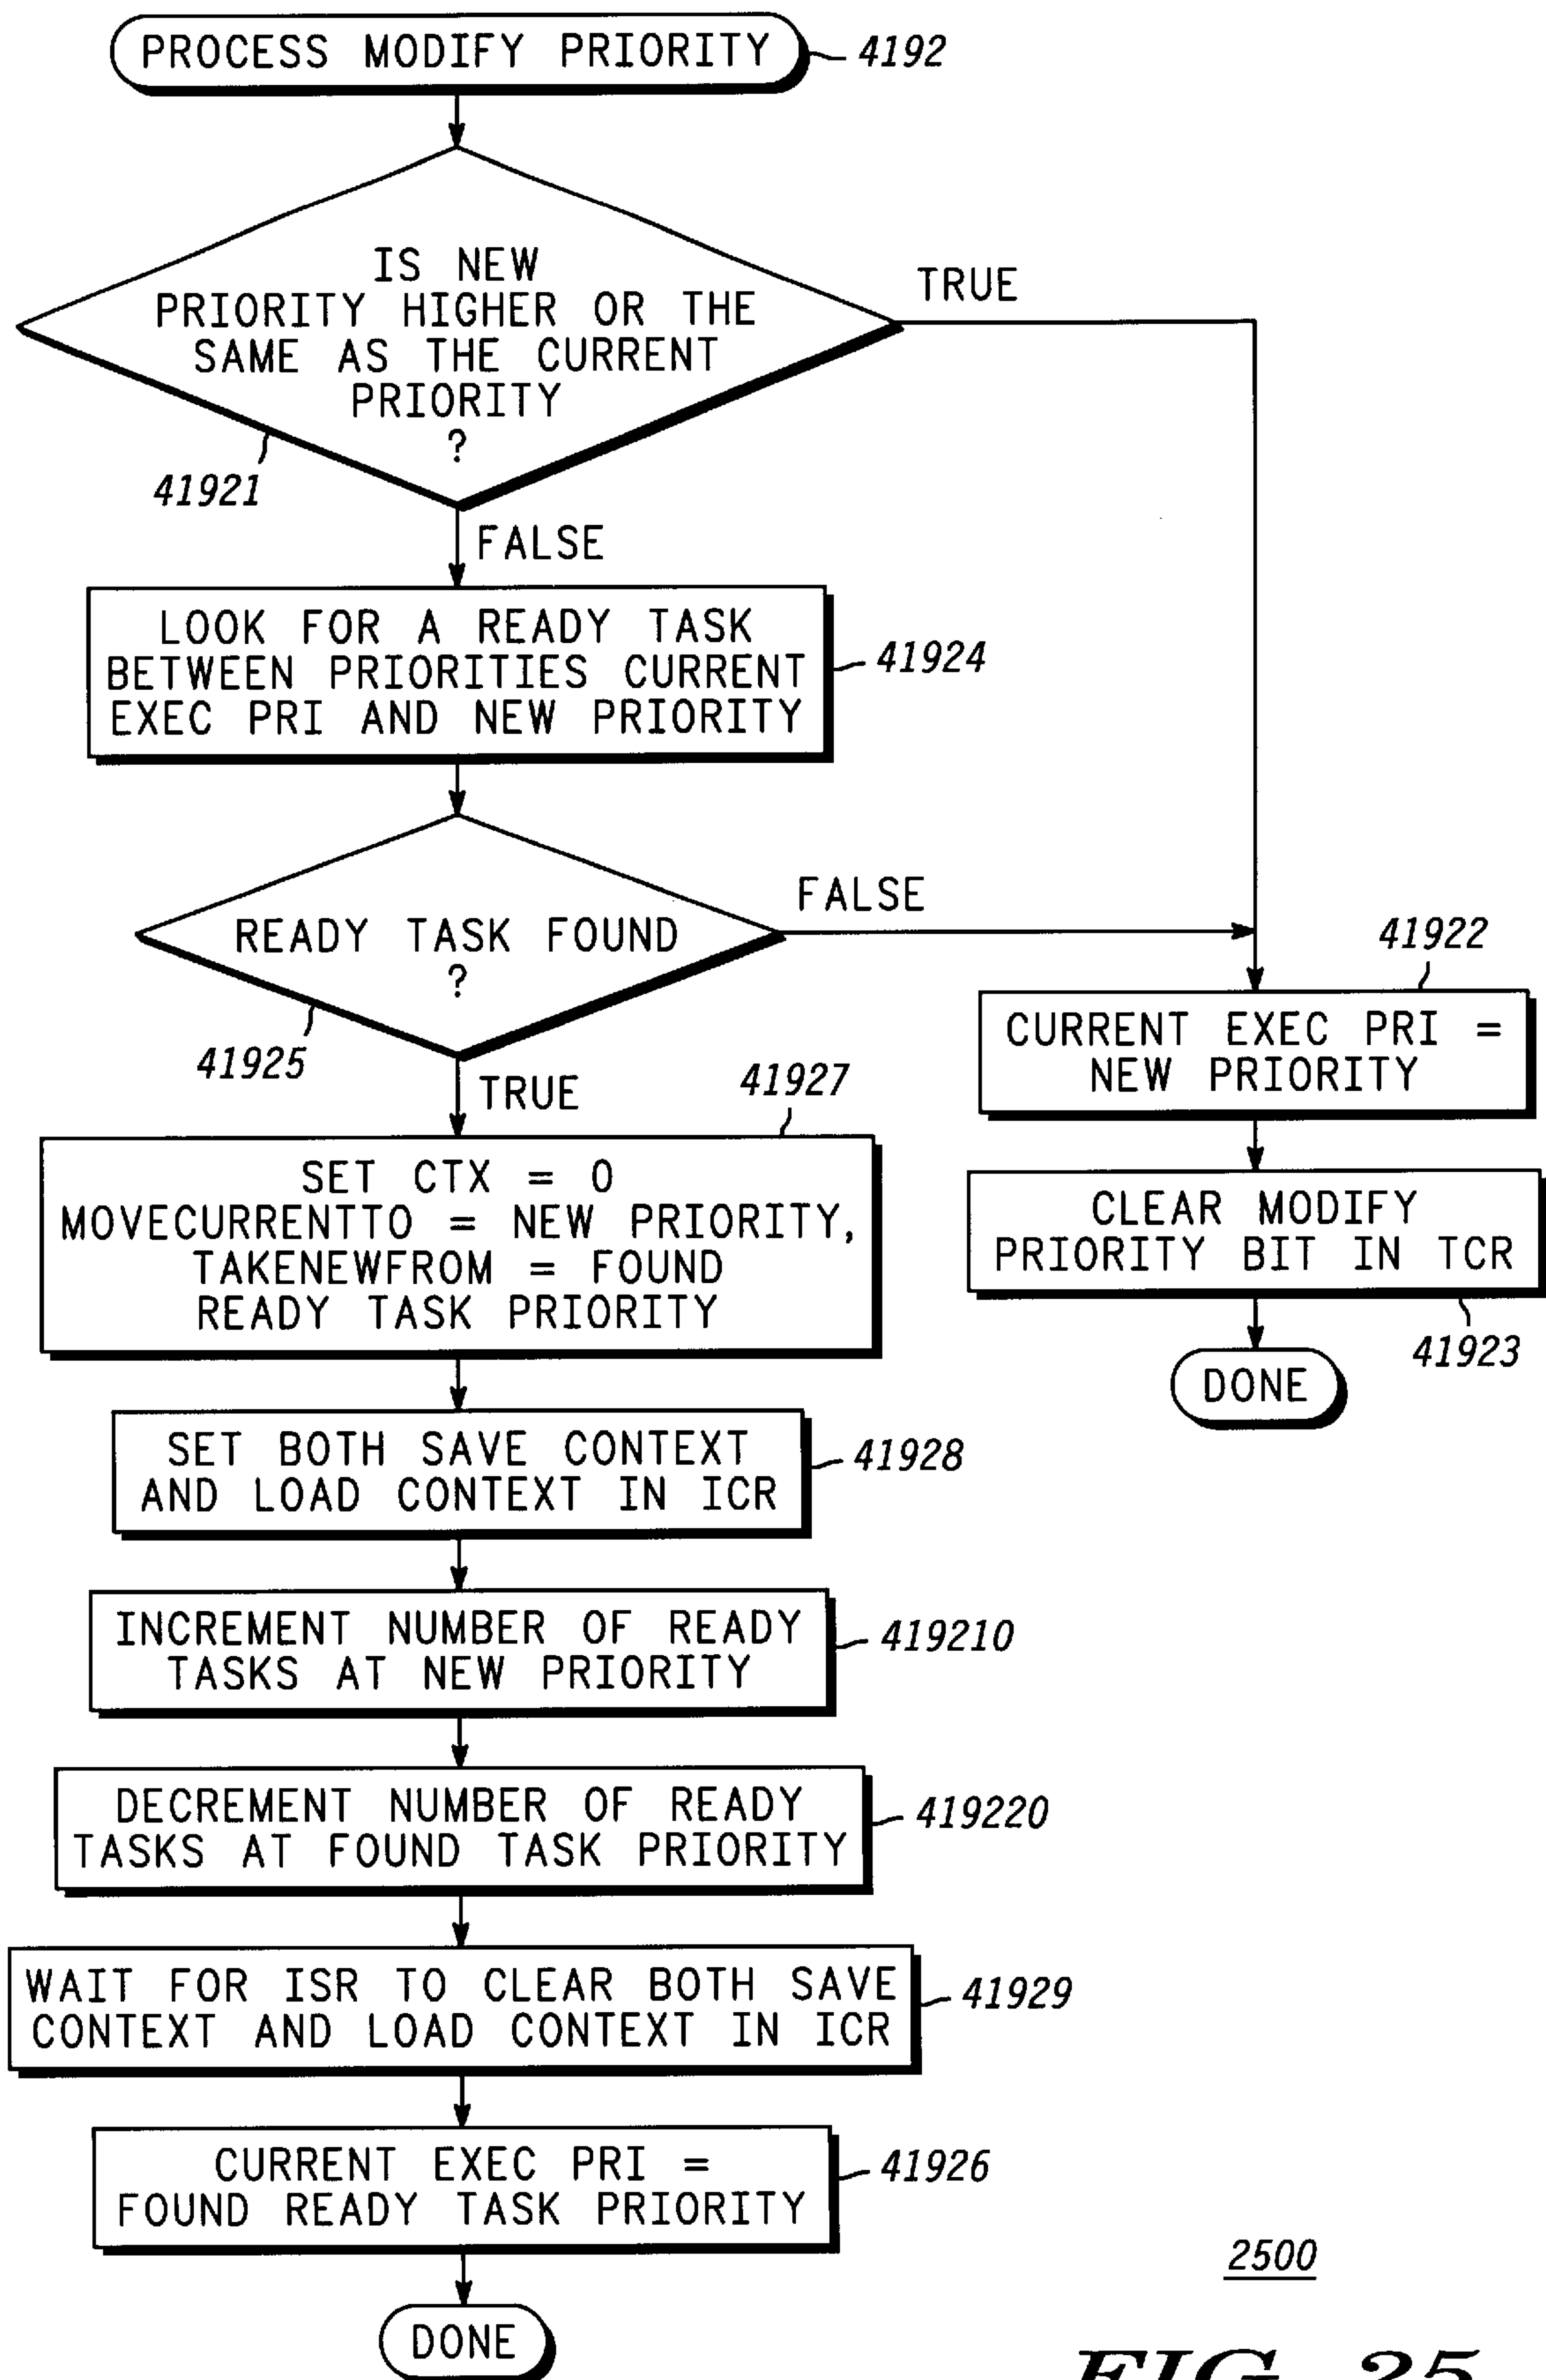 PROCESS MODIFY PRIORITY
4192
IS NEW
PRIORITY HIGHER OR THE
SAME AS THE CURRENT
PRIORITY
?
TRUE
41921
FALSE
LOOK FOR A READY TASK
BETWEEN PRIORITIES CURRENT
EXEC PRI AND NEW PRIORITY
41924
READY TASK FOUND
?
FALSE
41925
TRUE
41922
CURRENT EXEC PRI =
NEW PRIORITY
CLEAR MODIFY
PRIORITY BIT IN TCR
41923
DONE
41927
SET CTX = 0
MOVECURRENTTO = NEW PRIORITY,
TAKENEWFROM = FOUND
READY TASK PRIORITY
SET BOTH SAVE CONTEXT
AND LOAD CONTEXT IN ICR
41928
INCREMENT NUMBER OF READY
TASKS AT NEW PRIORITY
419210
DECREMENT NUMBER OF READY
TASKS AT FOUND TASK PRIORITY
419220
WAIT FOR ISR TO CLEAR BOTH SAVE
CONTEXT AND LOAD CONTEXT IN ICR
41929
CURRENT EXEC PRI =
FOUND READY TASK PRIORITY
41926
DONE
2500
FIG. 25